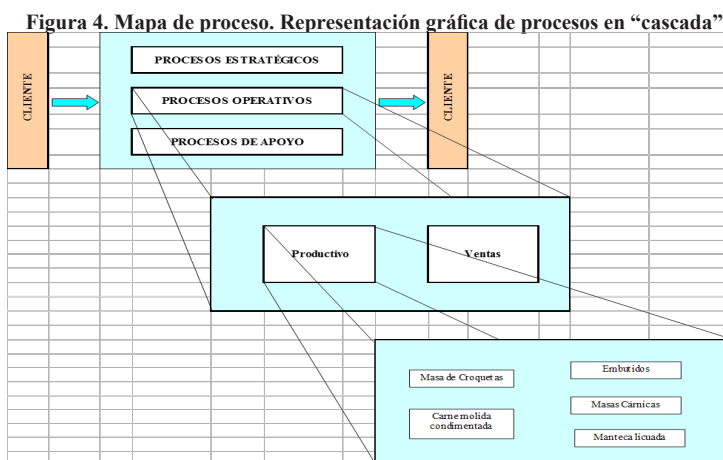 Figura 4. Mapa de proceso. Representación gráfica de procesos en “cascada”
CLIENTE
PROCESOS ESTRATÉGICOS
PROCESOS OPERATIVOS
PROCESOS DE APOYO
CLIENTE
Productivo
Ventas
Masa de Croquetas
Carne molida
condimentada
Embutidos
Masas Cárnicas
Manteca licuada